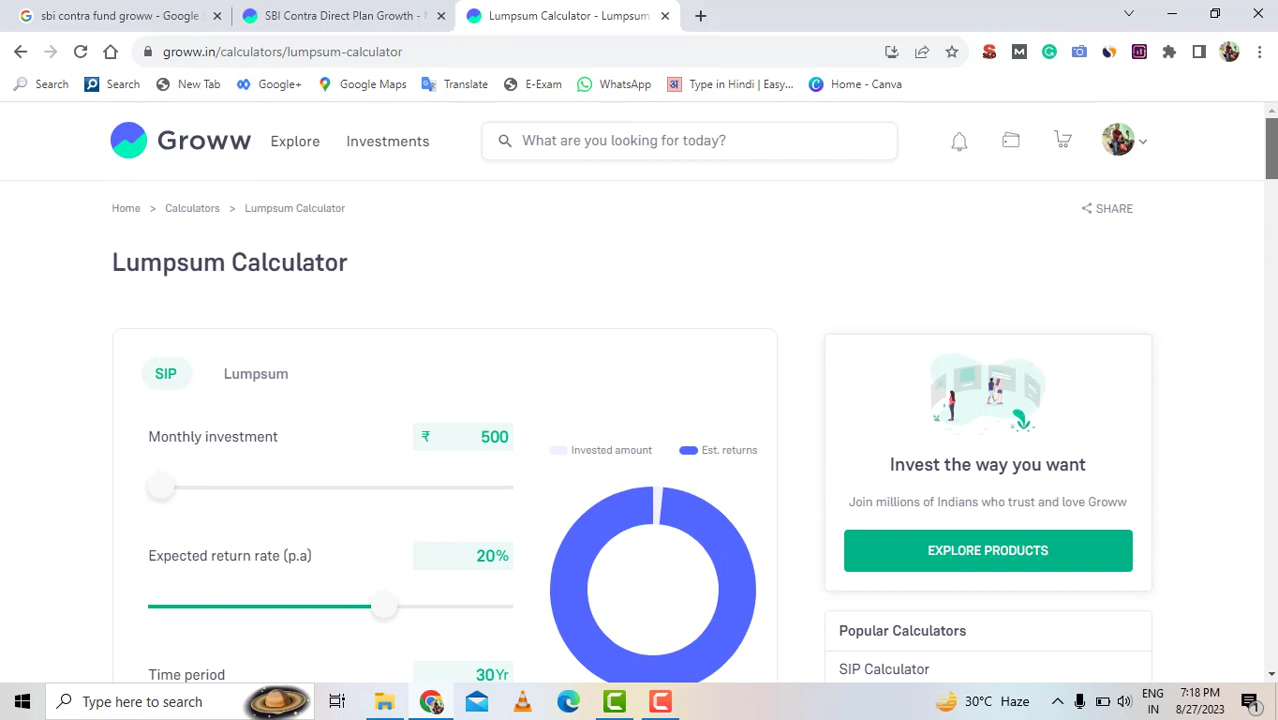 sbi contra fund groww - Google S
SBI Contra Direct Plan Growth - N
Lumpsum Calculator - Lumpsum
groww.in/calculators/lumpsum-calculator
Search
Search
New Tab
Google+
Google Maps
Translate
E-Exam
WhatsApp
Type in Hindi | Easy...
Home - Canva
Groww
Explore
Investments
What are you looking for today?
Home > Calculators > Lumpsum Calculator
SHARE
Lumpsum Calculator
SIP
Lumpsum
Monthly investment
₹ 500
Invested amount
Est. returns
Expected return rate (p.a)
20%
Time period
30Yr
Invest the way you want
Join millions of Indians who trust and love Groww
EXPLORE PRODUCTS
Popular Calculators
SIP Calculator
Type here to search
30°C Haze
ENG
IN
7:18 PM
8/27/2023
1